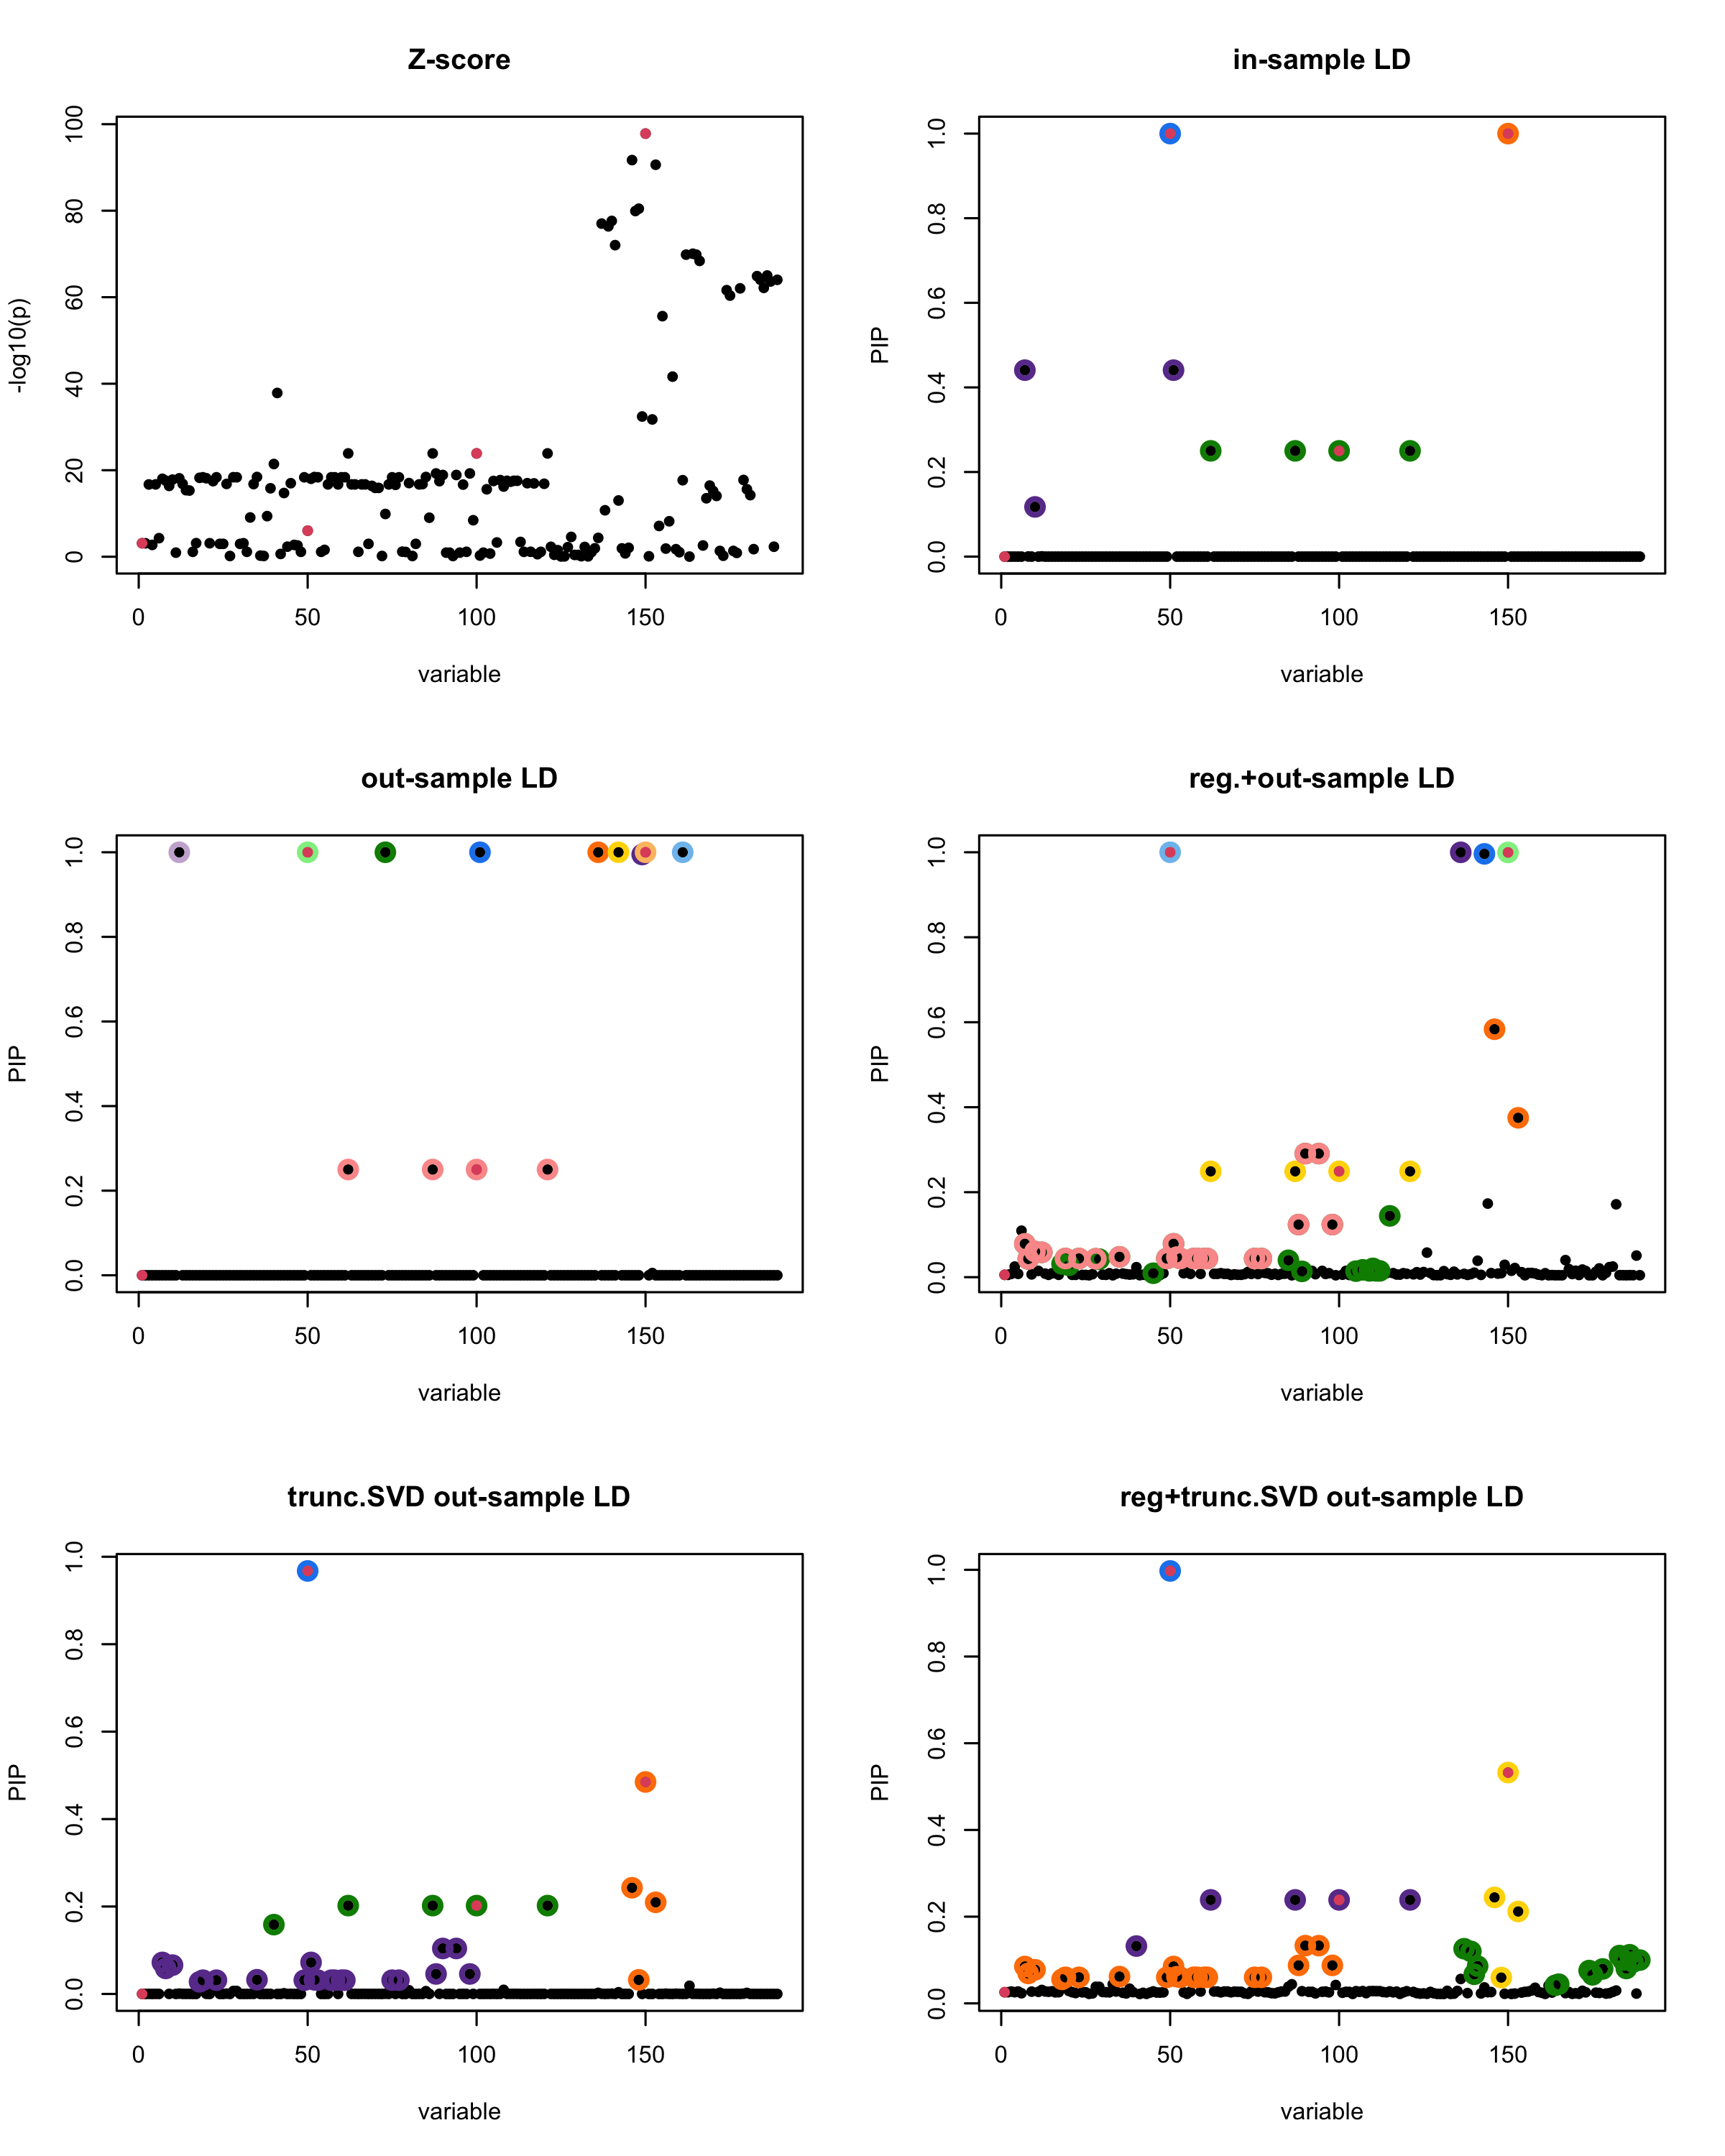 Z-score
-log10(p)
0 20 40 60 80 100
0 50 100 150
variable
in-sample LD
PIP
0.0 0.2 0.4 0.6 0.8 1.0
0 50 100 150
variable
out-sample LD
PIP
0.0 0.2 0.4 0.6 0.8 1.0
0 50 100 150
variable
reg.+out-sample LD
PIP
0.0 0.2 0.4 0.6 0.8 1.0
0 50 100 150
variable
trunc.SVD out-sample LD
PIP
0.0 0.2 0.4 0.6 0.8 1.0
0 50 100 150
variable
reg+trunc.SVD out-sample LD
PIP
0.0 0.2 0.4 0.6 0.8 1.0
0 50 100 150
variable